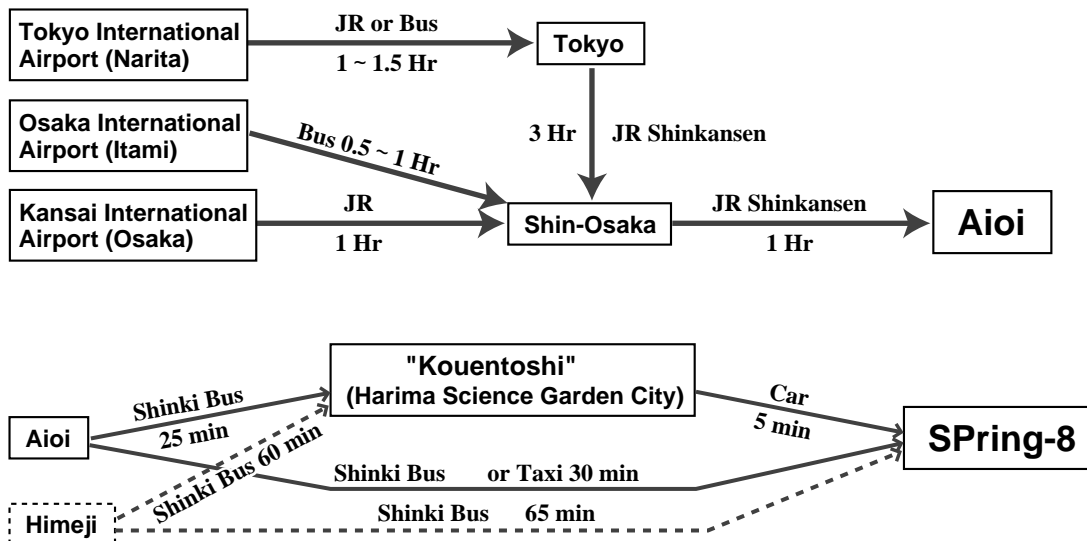 Tokyo International
Airport (Narita)
JR or Bus
1 ~ 1.5 Hr
Tokyo
Osaka International
Airport (Itami)
Bus 0.5 ~ 1 Hr
3 Hr
JR Shinkansen
Kansai International
Airport (Osaka)
JR
1 Hr
Shin-Osaka
JR Shinkansen
1 Hr
Aioi
"Kouentoshi"
(Harima Science Garden City)
Shinki Bus
25 min
Car
5 min
Aioi
SPring-8
Shinki Bus 60 min
Shinki Bus or Taxi 30 min
Himeji
Shinki Bus 65 min